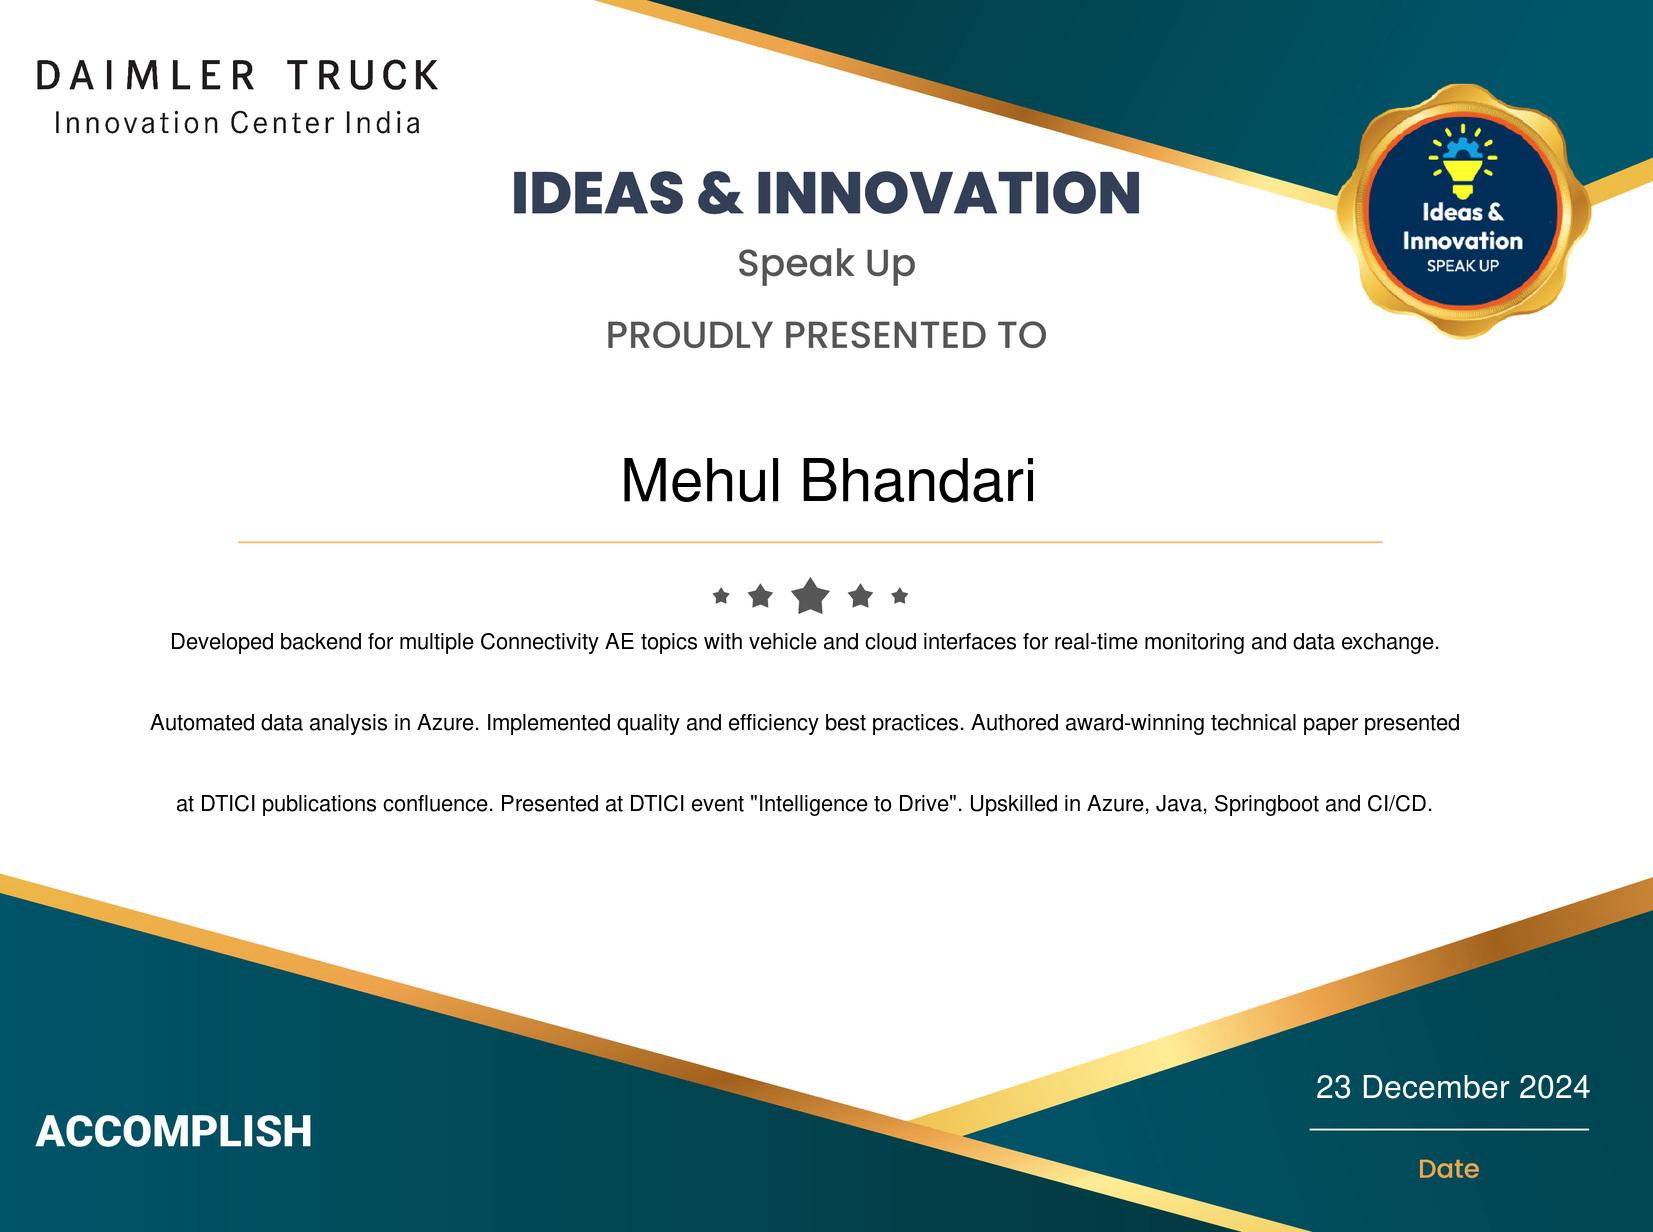 DAIMLER TRUCK
Innovation Center India
IDEAS & INNOVATION
Speak Up
PROUDLY PRESENTED TO
Ideas &
Innovation
SPEAK UP
Mehul Bhandari
Developed backend for multiple Connectivity AE topics with vehicle and cloud interfaces for real-time monitoring and data exchange.
Automated data analysis in Azure. Implemented quality and efficiency best practices. Authored award-winning technical paper presented
at DTICI publications confluence. Presented at DTICI event "Intelligence to Drive". Upskilled in Azure, Java, Springboot and CI/CD.
23 December 2024
ACCOMPLISH
Date